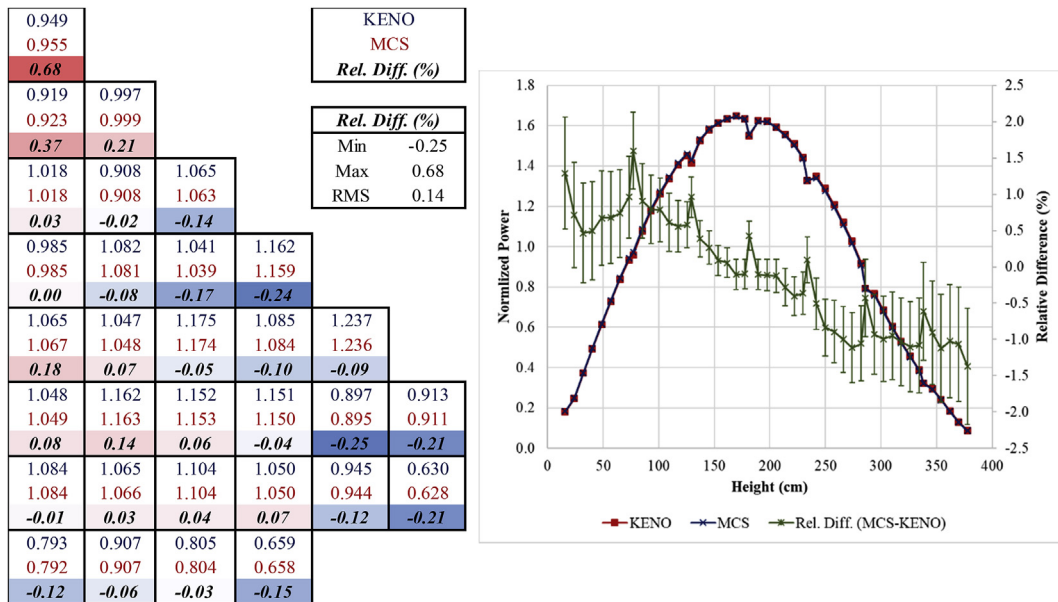 0.949
0.955
0.68
KENO
MCS
Rel. Diff. (%)
0.919 0.997
0.923 0.999
0.37 0.21
Rel. Diff. (%)
Min -0.25
Max 0.68
RMS 0.14
1.018 0.908 1.065
1.018 0.908 1.063
0.03 -0.02 -0.14
0.985 1.082 1.041 1.162
0.985 1.081 1.039 1.159
0.00 -0.08 -0.17 -0.24
1.065 1.047 1.175 1.085 1.237
1.067 1.048 1.174 1.084 1.236
0.18 0.07 -0.05 -0.10 -0.09
1.048 1.162 1.152 1.151 0.897 0.913
1.049 1.163 1.153 1.150 0.895 0.911
0.08 0.14 0.06 -0.04 -0.25 -0.21
1.084 1.065 1.104 1.050 0.945 0.630
1.084 1.066 1.104 1.050 0.944 0.628
-0.01 0.03 0.04 0.07 -0.12 -0.21
0.793 0.907 0.805 0.659
0.792 0.907 0.804 0.658
-0.12 -0.06 -0.03 -0.15
Nornlized Power
1.8
1.6
1.4
1.2
1.0
0.8
0.6
0.4
0.2
0.0
2.5
2.0
1.5
1.0
0.5
0.0
-0.5
-1.0
-1.5
-2.0
-2.5
Relative Difference (%)
0 50 100 150 200 250 300 350 400
Height (cm)
KENO MCS Rel. Diff. (MCS-KENO)